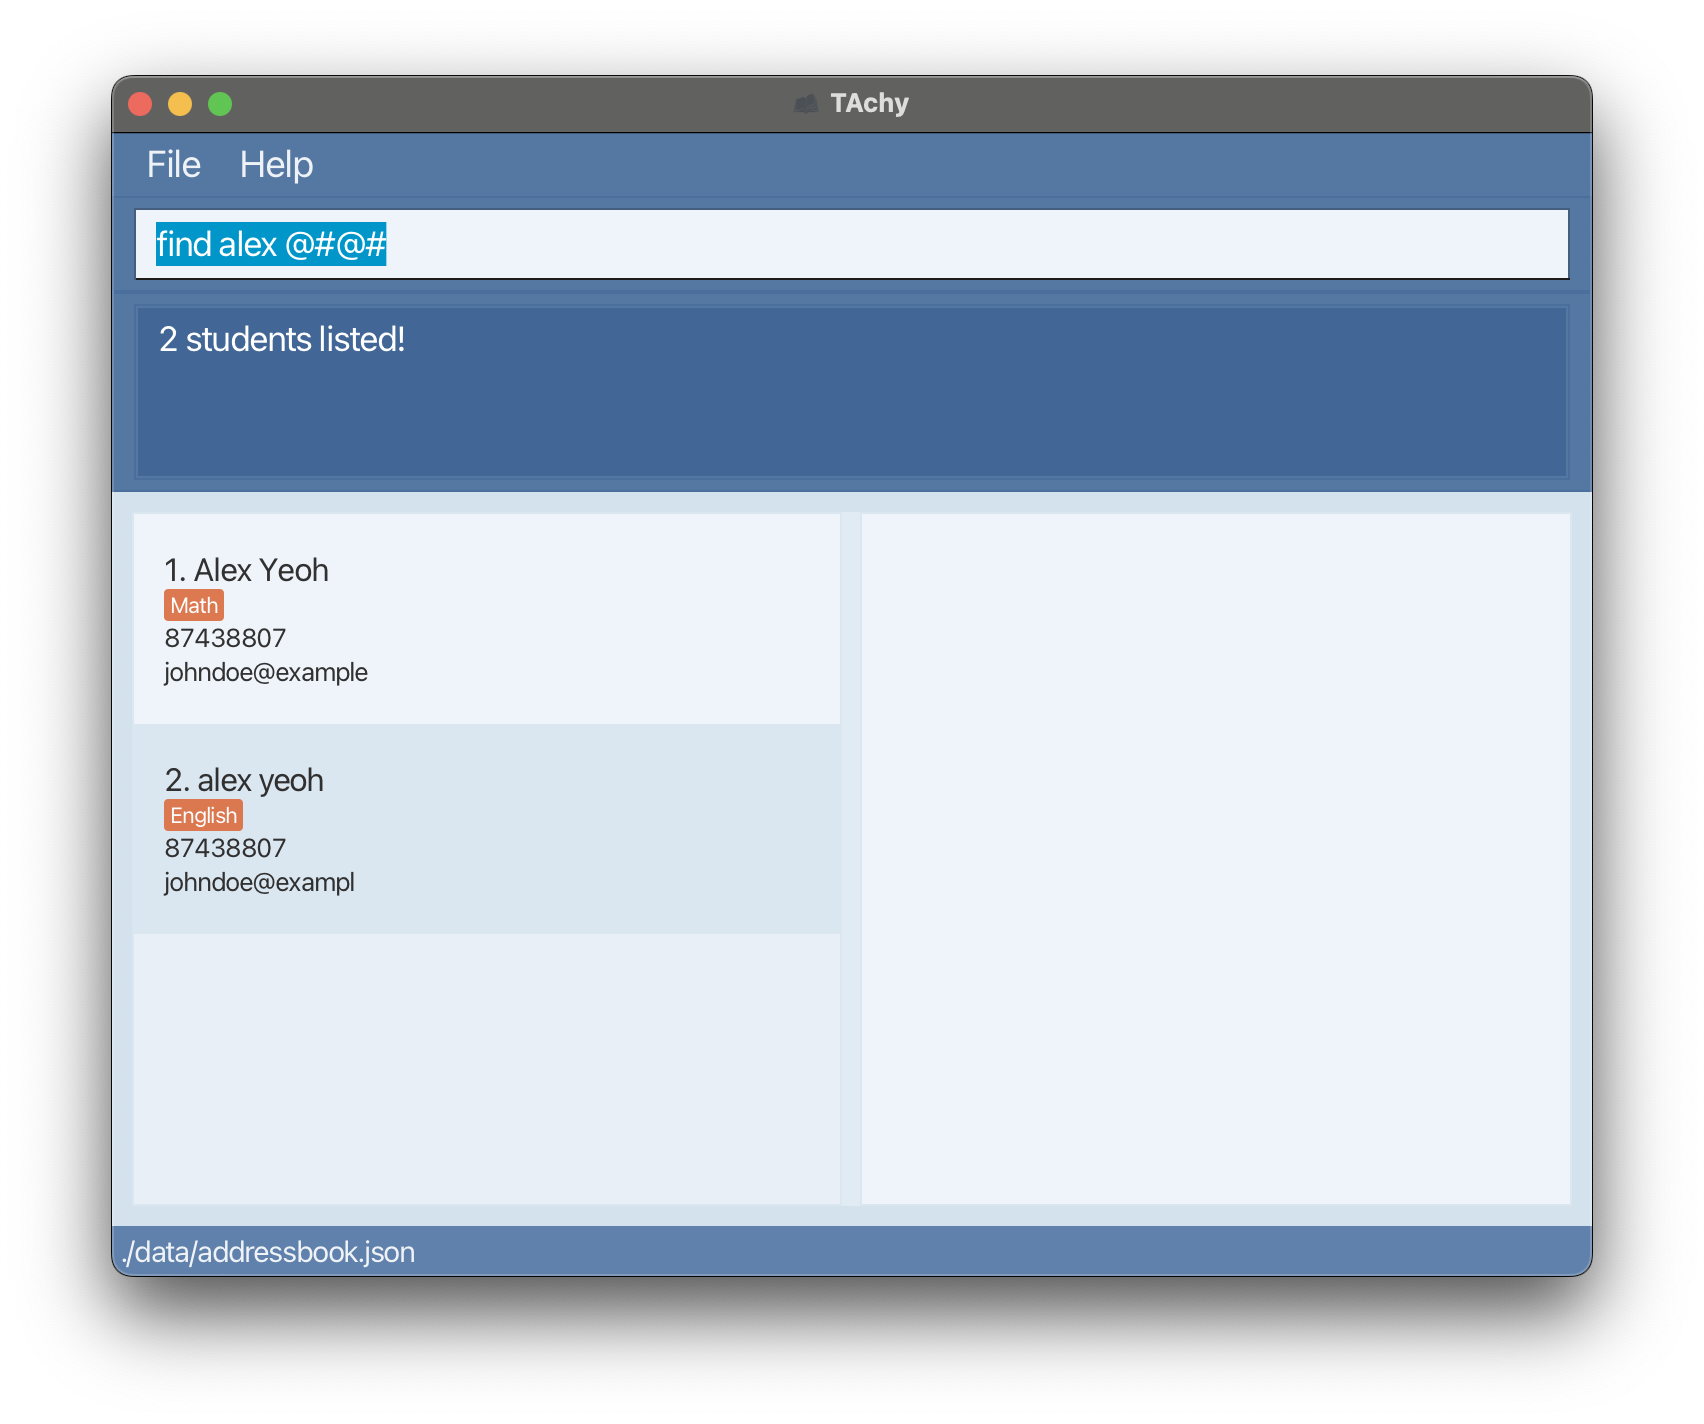 TAchy
File Help
find alex @#@#
2 students listed!
1. Alex Yeoh
Math
87438807
johndoe@example
2. alex yeoh
English
87438807
johndoe@exampl
./data/addressbook.json